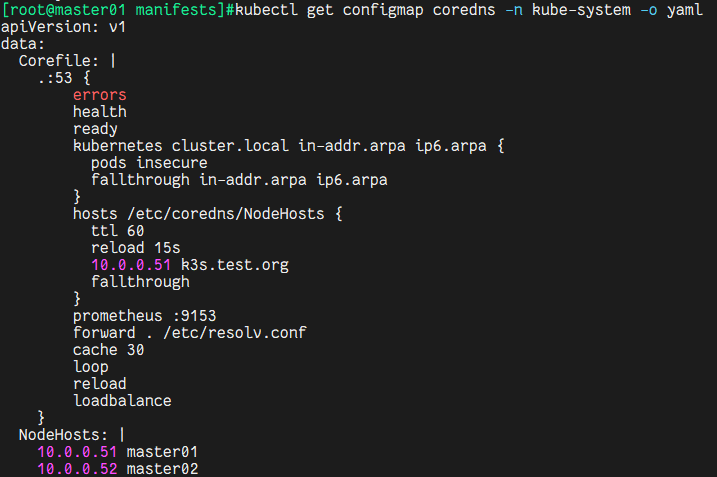 [root@master01 manifests]#kubectl get configmap coredns -n kube-system -o yaml
apiVersion: v1
data:
  Corefile: |
    .:53 {
        errors
        health
        ready
        kubernetes cluster.local in-addr.arpa ip6.arpa {
          pods insecure
          fallthrough in-addr.arpa ip6.arpa
        }
        hosts /etc/coredns/NodeHosts {
          ttl 60
          reload 15s
          10.0.0.51 k3s.test.org
          fallthrough
        }
        prometheus :9153
        forward . /etc/resolv.conf
        cache 30
        loop
        reload
        loadbalance
    }
  NodeHosts: |
    10.0.0.51 master01
    10.0.0.52 master02